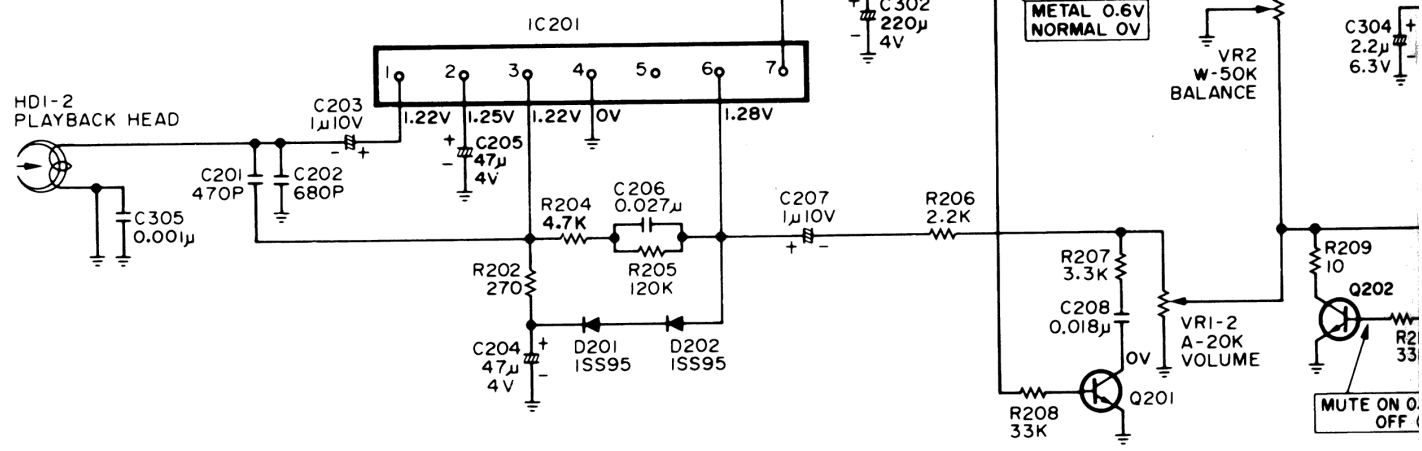 C302
220μ
4V
METAL 0.6V
NORMAL 0V
IC201
VR2
W-50K
BALANCE
C304
2.2μ
6.3V
1 2 3 4 5 6 7
HD1-2
PLAYBACK HEAD
C203
1μ10V
1.22V 1.25V 1.22V 0V 1.28V
C205
47μ
4V
C201
470P
C202
680P
C305
0.001μ
R204
4.7K
C206
0.027μ
R205
120K
C207
1μ10V
R206
2.2K
R202
270
C204
47μ
4V
D201
1SS95
D202
1SS95
R207
3.3K
C208
0.018μ
0V
Q201
R208
33K
VR1-2
A-20K
VOLUME
R209
10
Q202
MUTE ON
OFF